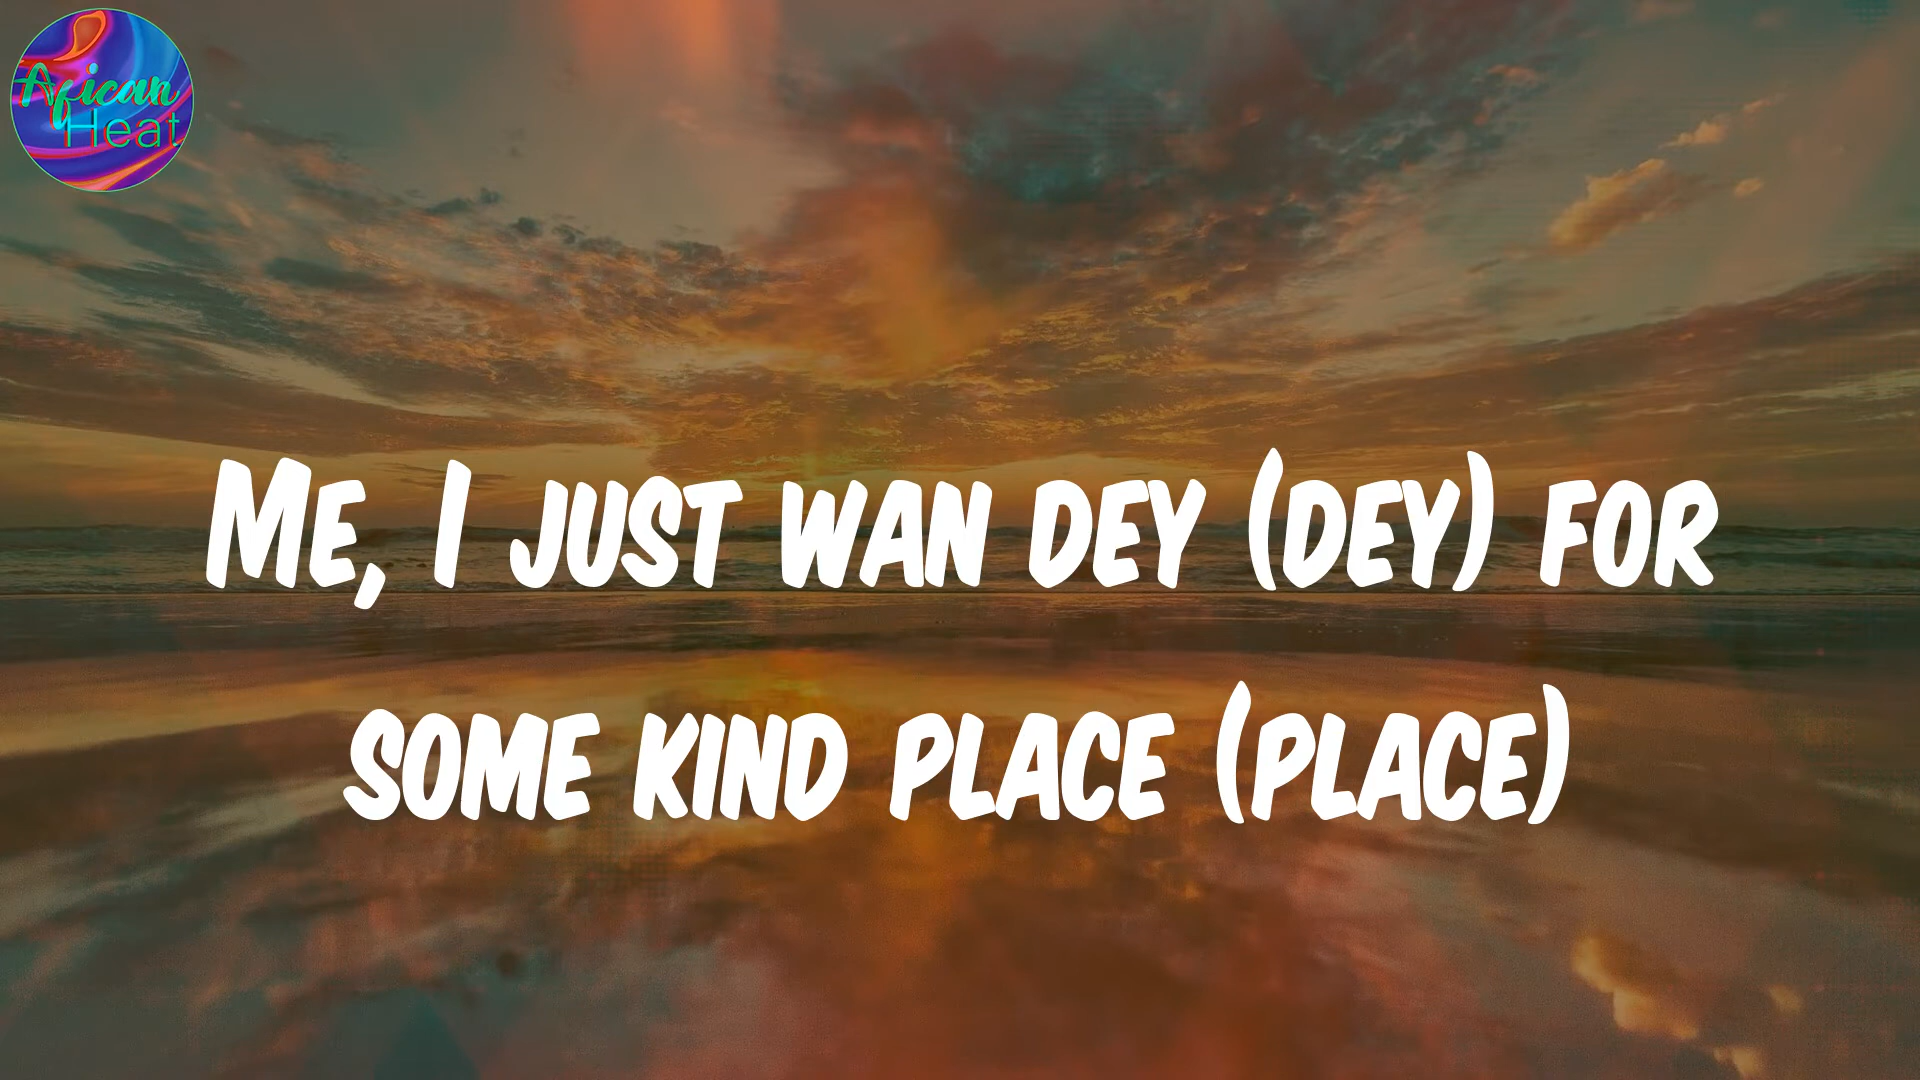 African
Heat
Me, I just wan dey (dey) for
some kind place (place)